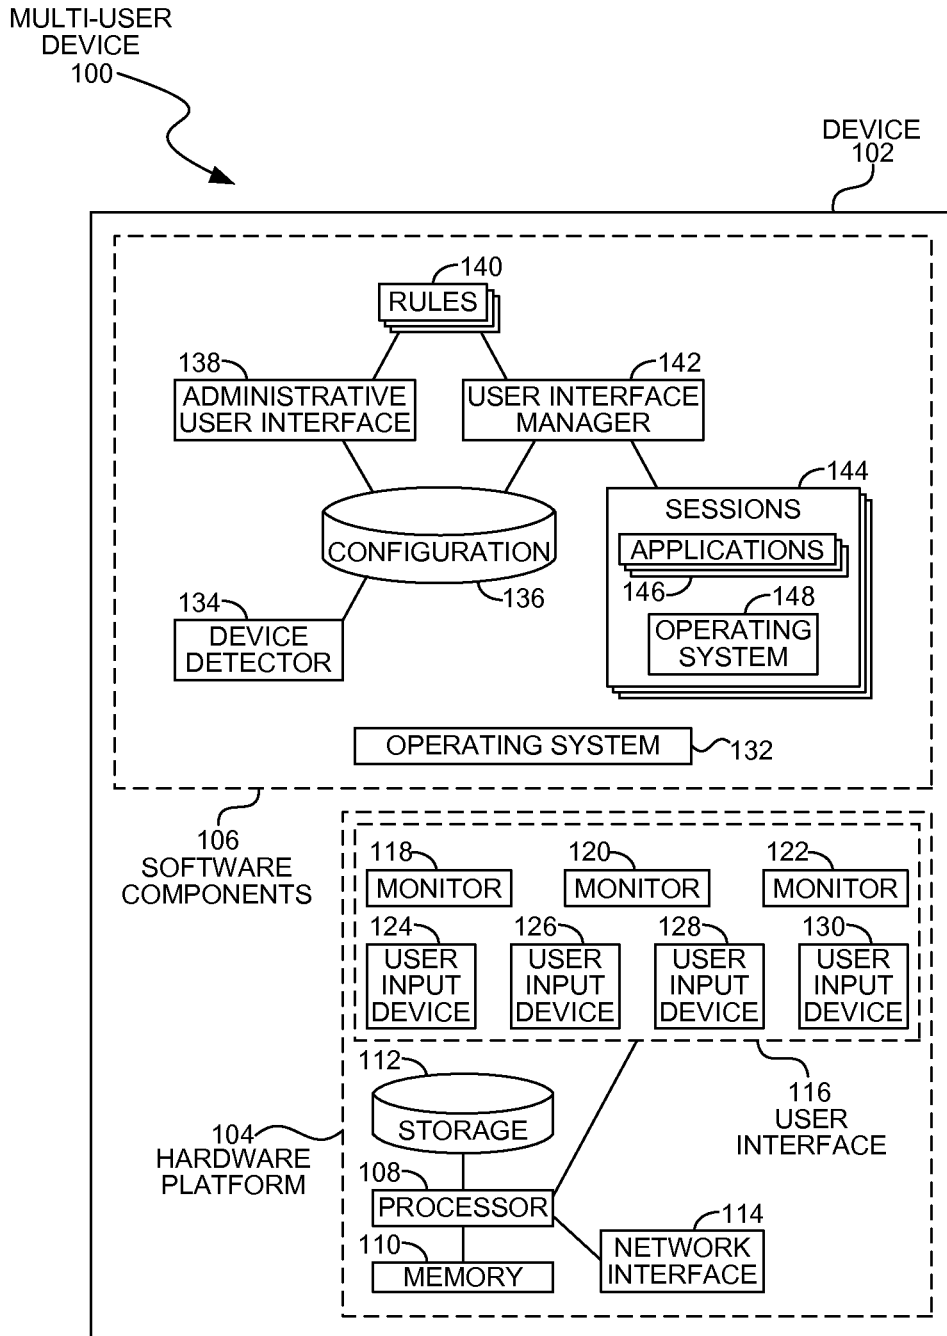 MULTI-USER
DEVICE
100
DEVICE
102
140
RULES
138
ADMINISTRATIVE
USER INTERFACE
142
USER INTERFACE
MANAGER
144
SESSIONS
APPLICATIONS
146
148
OPERATING
SYSTEM
CONFIGURATION
136
134
DEVICE
DETECTOR
OPERATING SYSTEM
132
106
SOFTWARE
COMPONENTS
118
MONITOR
120
MONITOR
122
MONITOR
124
USER
INPUT
DEVICE
126
USER
INPUT
DEVICE
128
USER
INPUT
DEVICE
130
USER
INPUT
DEVICE
116
USER
INTERFACE
112
STORAGE
104
HARDWARE
PLATFORM
108
PROCESSOR
110
MEMORY
114
NETWORK
INTERFACE